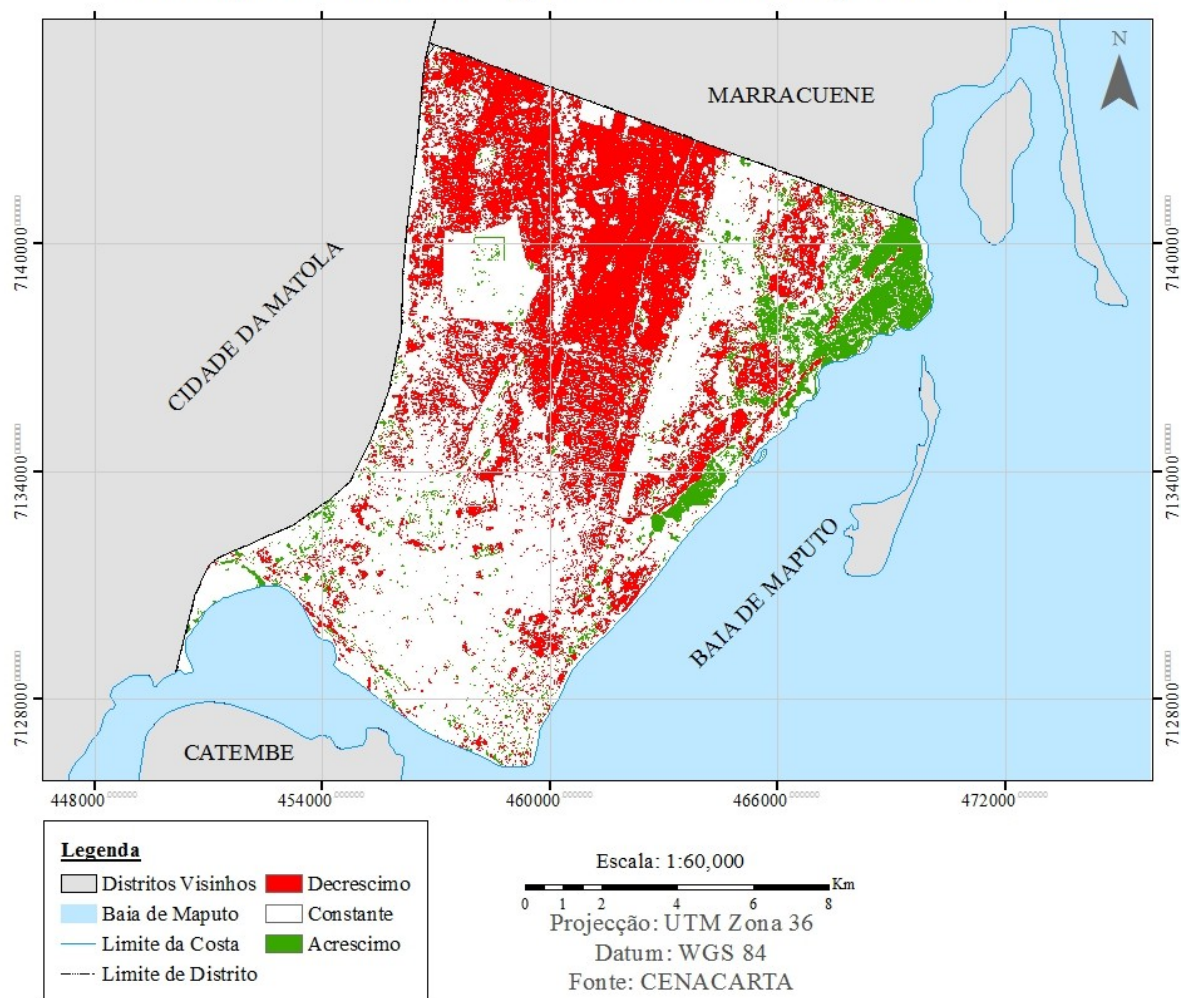 N
MARRACUENE
CIDADE DA MATOLA
BAIA DE MAPUTO
CATEMBE
7140000
7134000
7128000
7140000
7134000
7128000
448000
454000
460000
466000
472000
Legenda
Distritos Visinhos
Decrescimo
Baia de Maputo
Constante
Limite da Costa
Acrescimo
Limite de Distrito
Escala: 1:60,000
Km
0 1 2 4 6 8
Projecção: UTM Zona 36
Datum: WGS 84
Fonte: CENACARTA